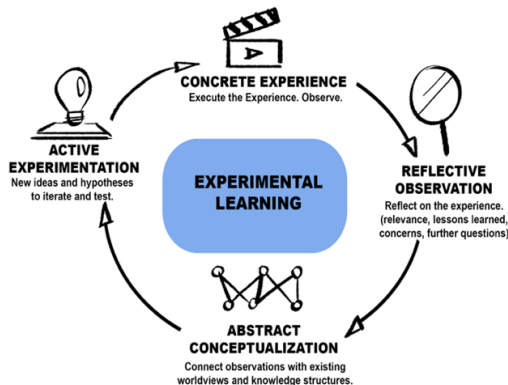 CONCRETE EXPERIENCE
Execute the Experience. Observe.
REFLECTIVE
OBSERVATION
Reflect on the experience.
(relevance, lessons learned,
concerns, further questions)
ABSTRACT
CONCEPTUALIZATION
Connect observations with existing
worldviews and knowledge structures.
ACTIVE
EXPERIMENTATION
New ideas and hypotheses
to iterate and test.
EXPERIMENTAL
LEARNING